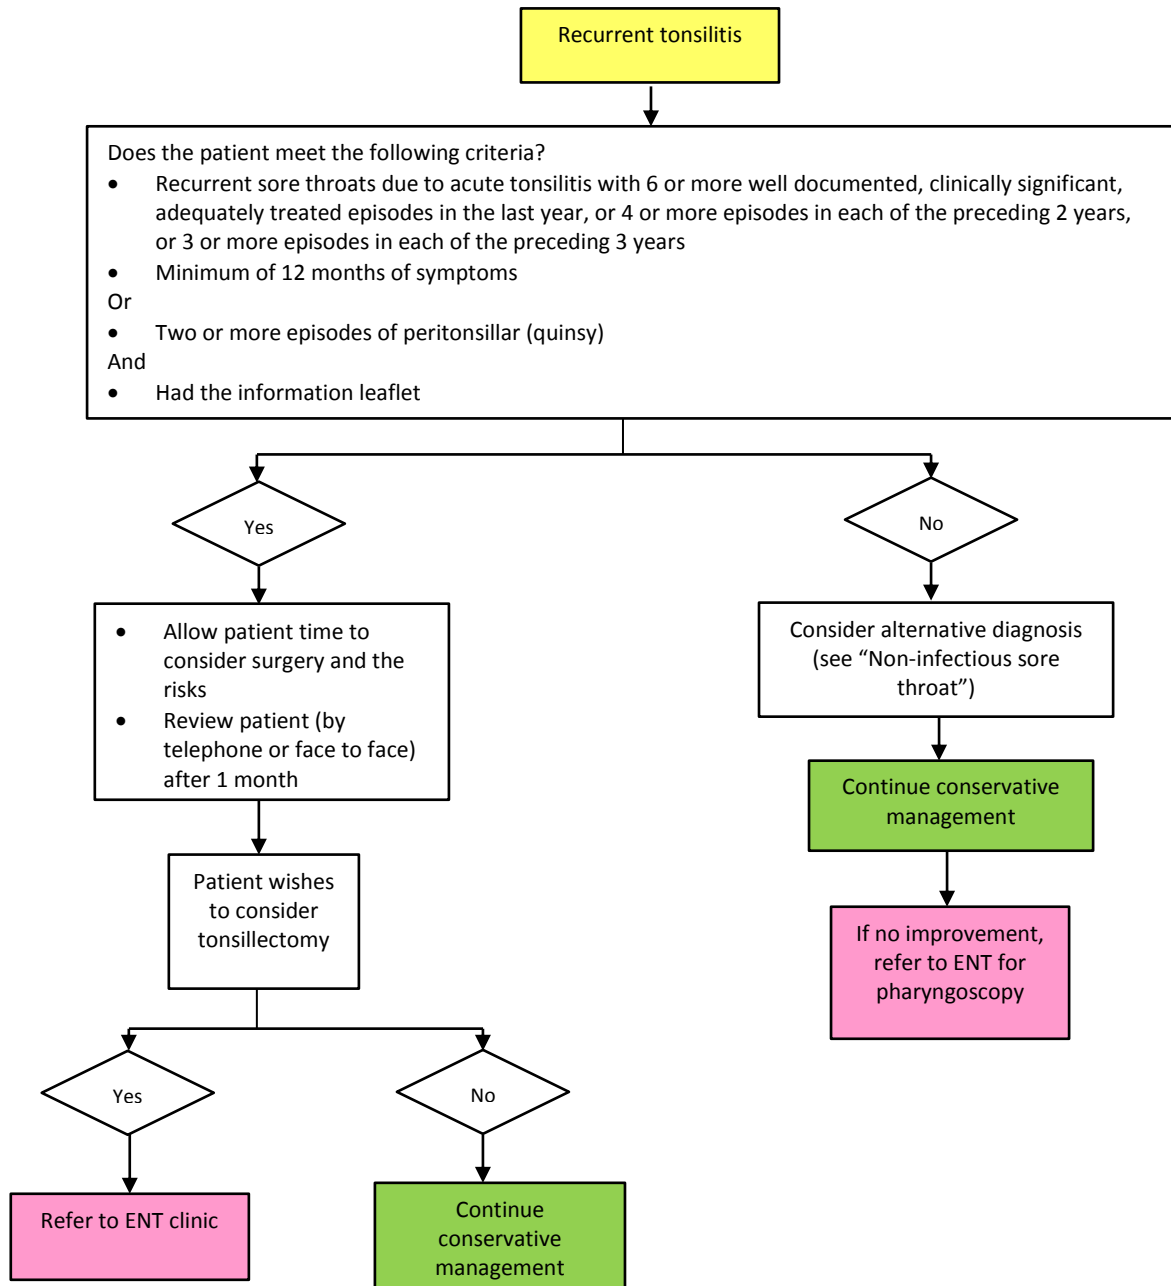 Recurrent tonsilitis
Does the patient meet the following criteria?
• Recurrent sore throats due to acute tonsilitis with 6 or more well documented, clinically significant,
adequately treated episodes in the last year, or 4 or more episodes in each of the preceding 2 years,
or 3 or more episodes in each of the preceding 3 years
• Minimum of 12 months of symptoms
Or
• Two or more episodes of peritonsillar (quinsy)
And
• Had the information leaflet
Yes
No
• Allow patient time to
consider surgery and the
risks
• Review patient (by
telephone or face to face)
after 1 month
Consider alternative diagnosis
(see “Non-infectious sore
throat”)
Continue conservative
management
Patient wishes
to consider
tonsillectomy
If no improvement,
refer to ENT for
pharyngoscopy
Yes
No
Refer to ENT clinic
Continue
conservative
management